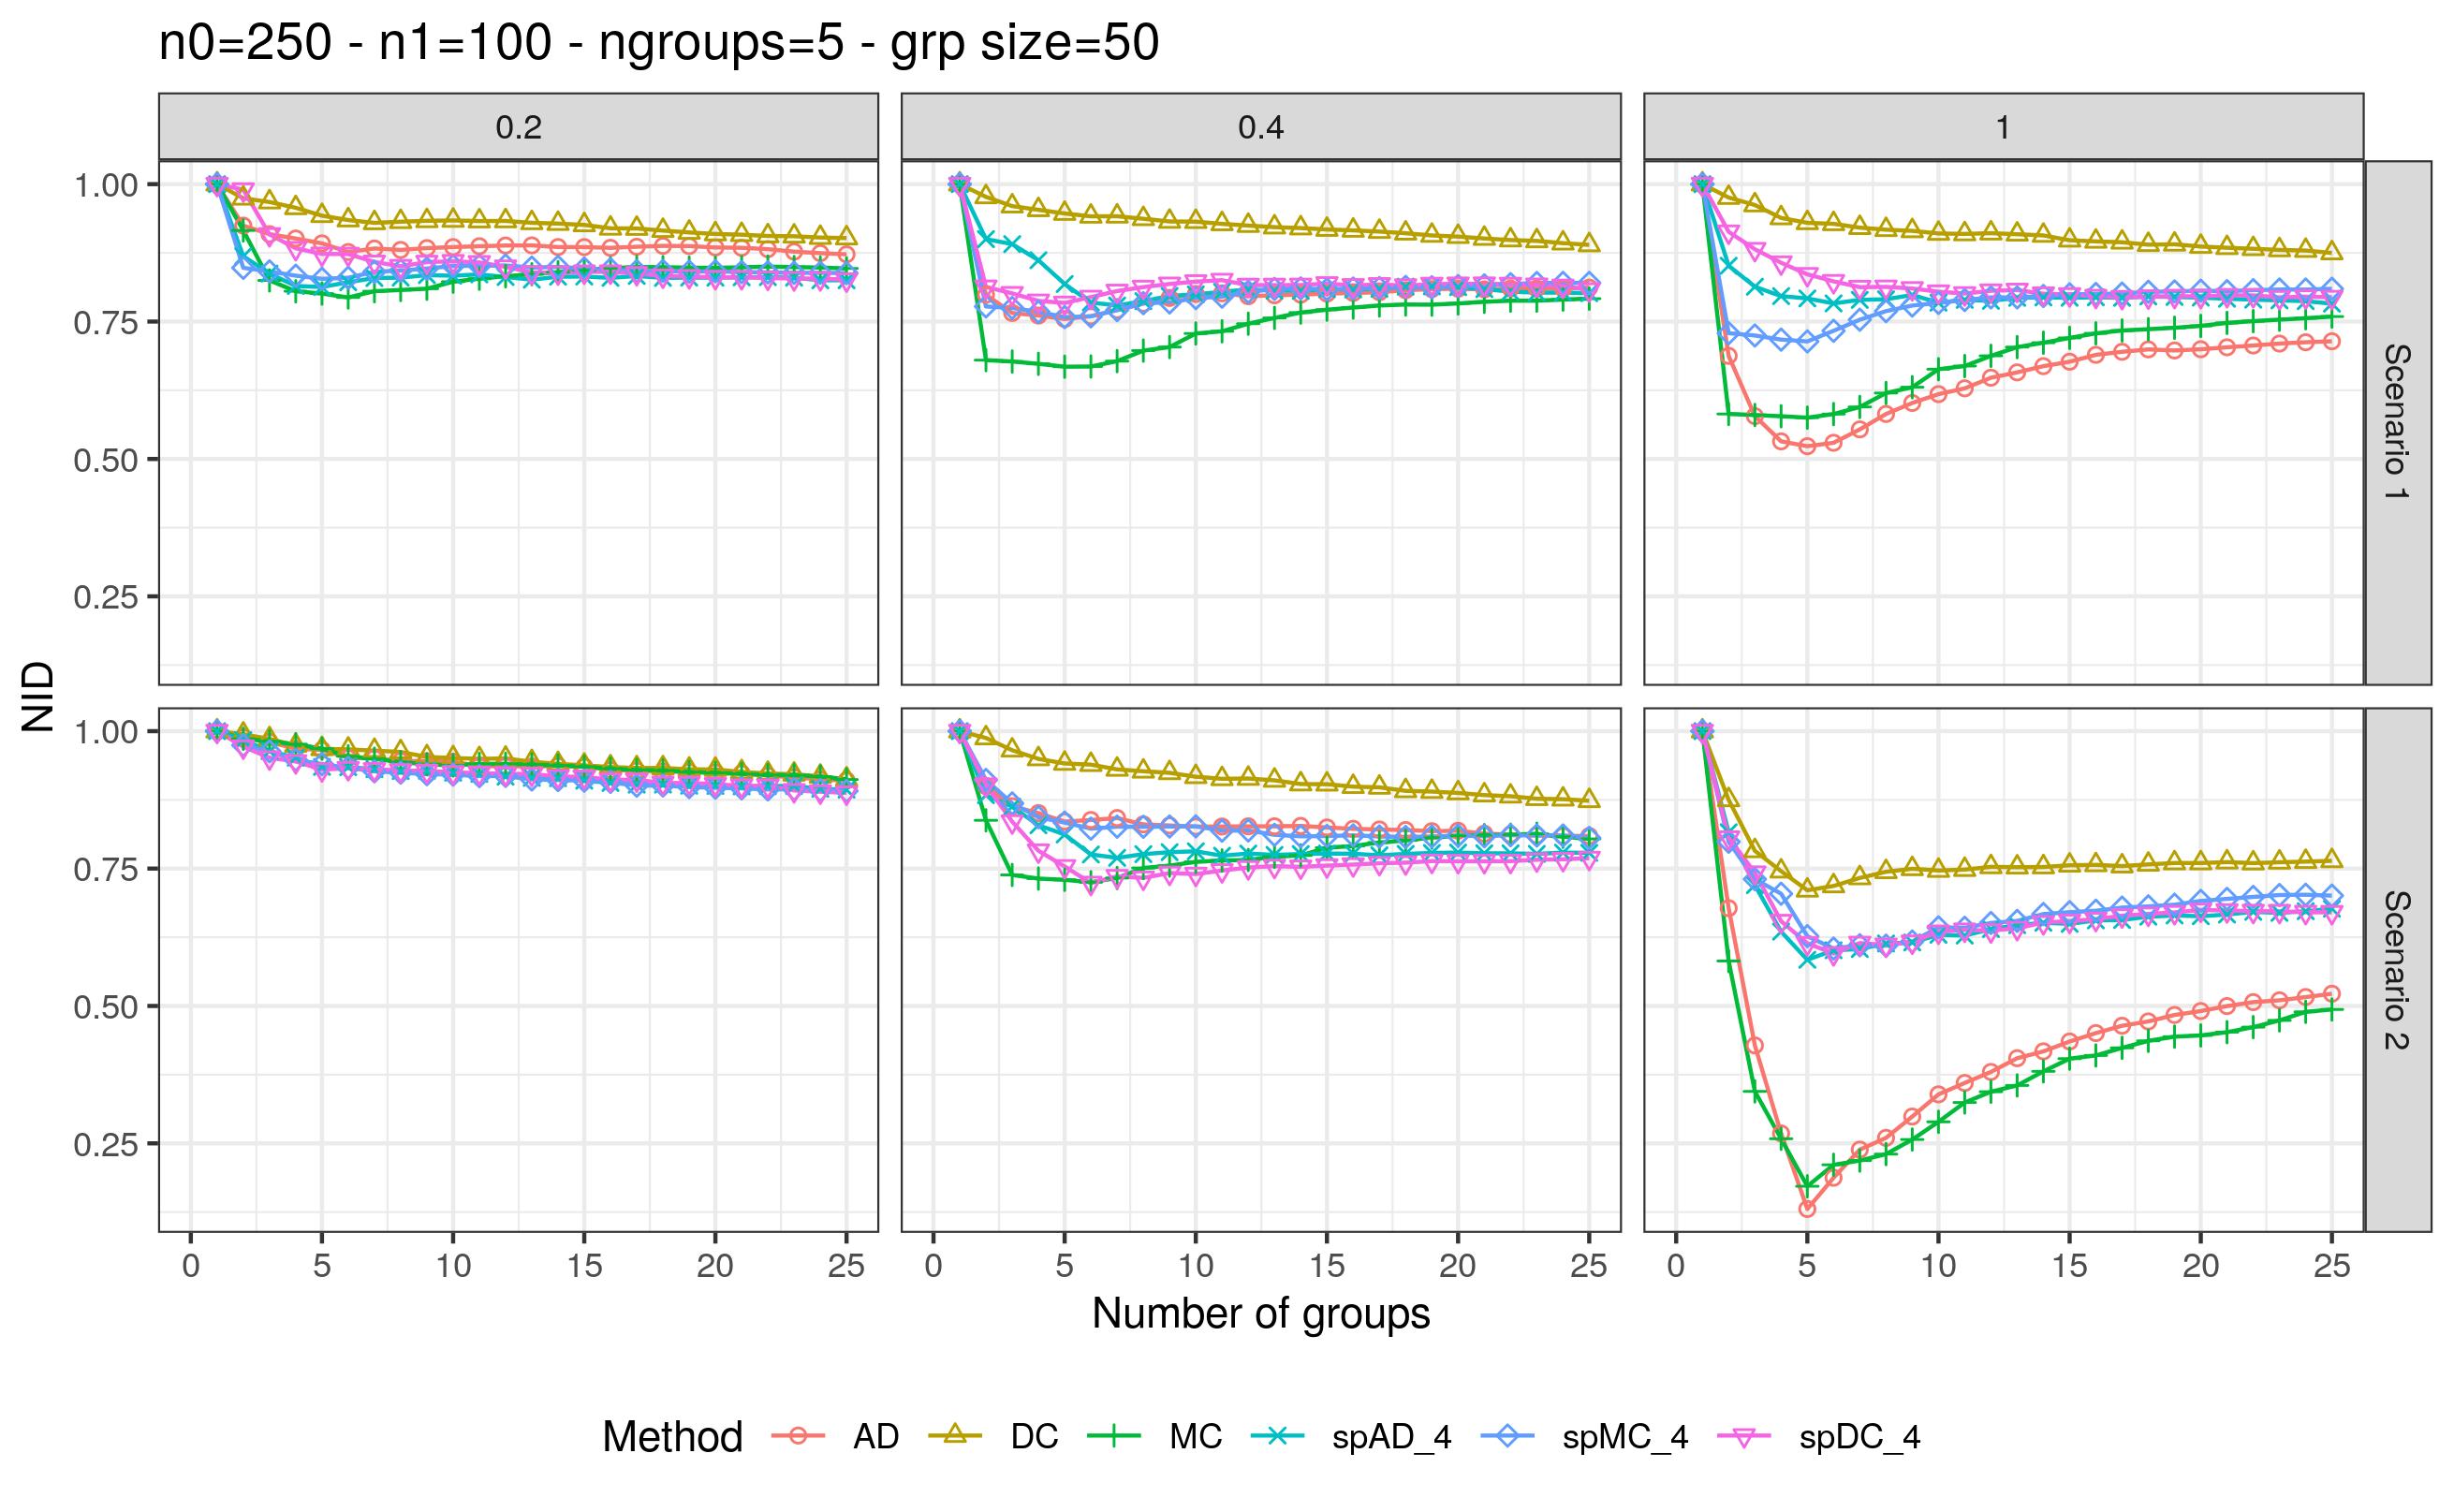 n0=250 - n1=100 - ngroups=5 - grp size=50
0.2 0.4 1
1.00
0.75
0.50
0.25
Scenario 1
NID
1.00
0.75
0.50
0.25
Scenario 2
0 5 10 15 20 25 0 5 10 15 20 25 0 5 10 15 20 25
Number of groups
Method AD DC MC spAD_4 spMC_4 spDC_4